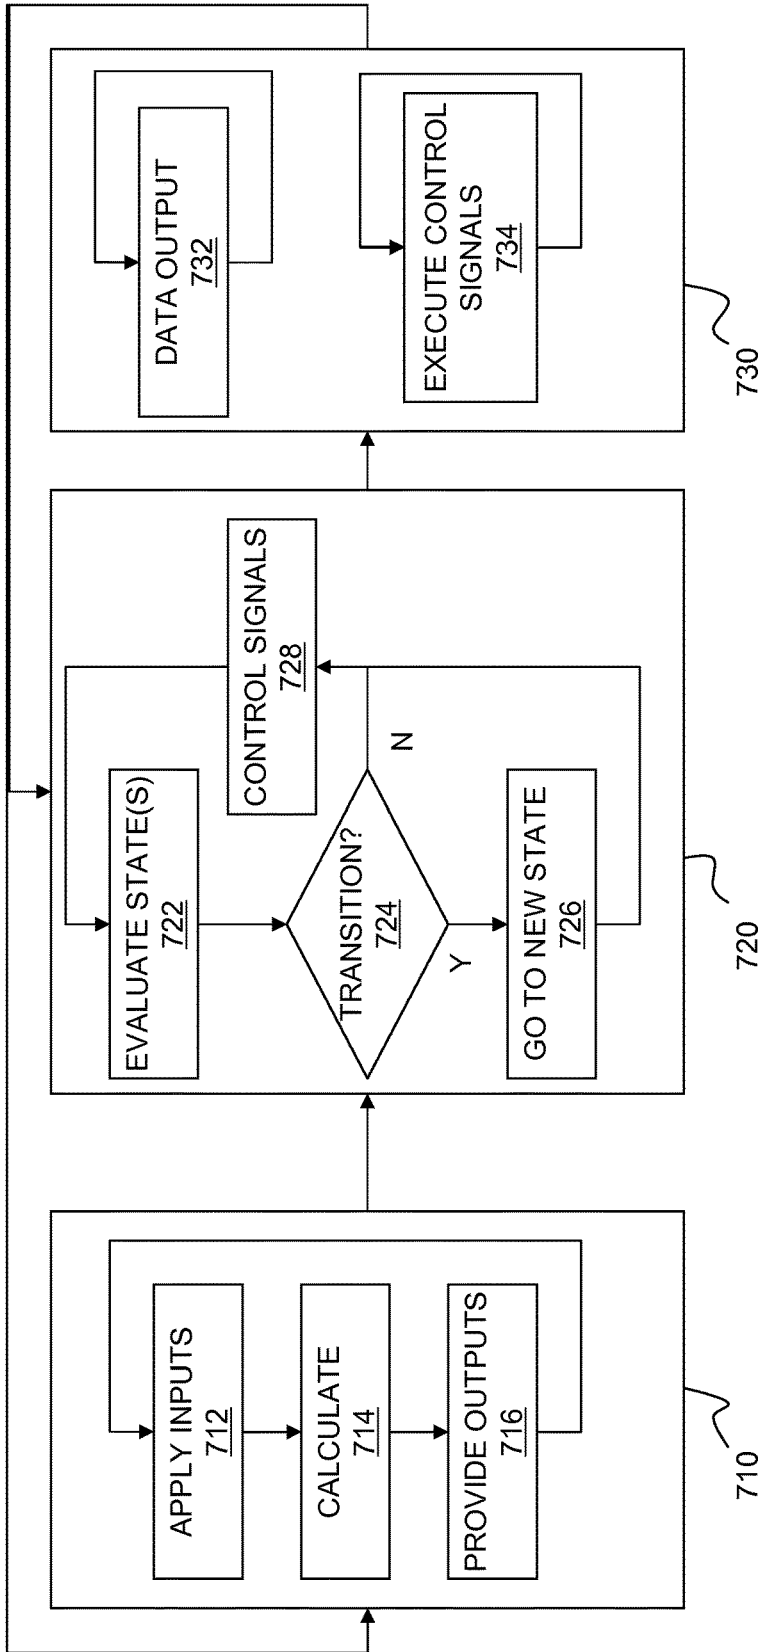 APPLY INPUTS
712
CALCULATE
714
PROVIDE OUTPUTS
716
710
EVALUATE STATE(S)
722
TRANSITION?
724
Y
N
GO TO NEW STATE
726
CONTROL SIGNALS
728
720
DATA OUTPUT
732
EXECUTE CONTROL
SIGNALS
734
730